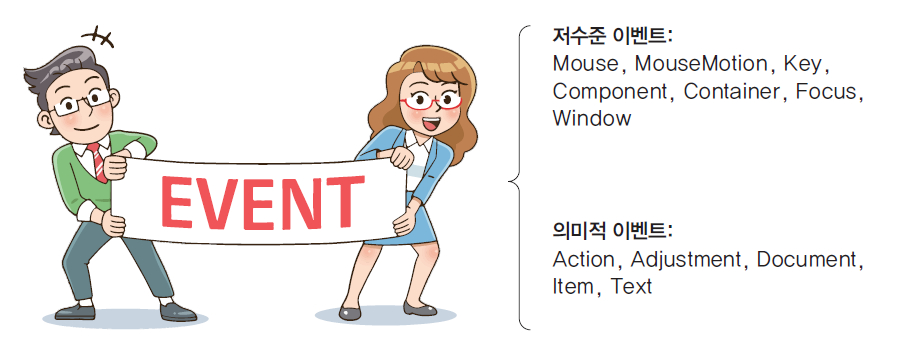 EVENT
저수준 이벤트:
Mouse, MouseMotion, Key,
Component, Container, Focus,
Window
의미적 이벤트:
Action, Adjustment, Document,
Item, Text